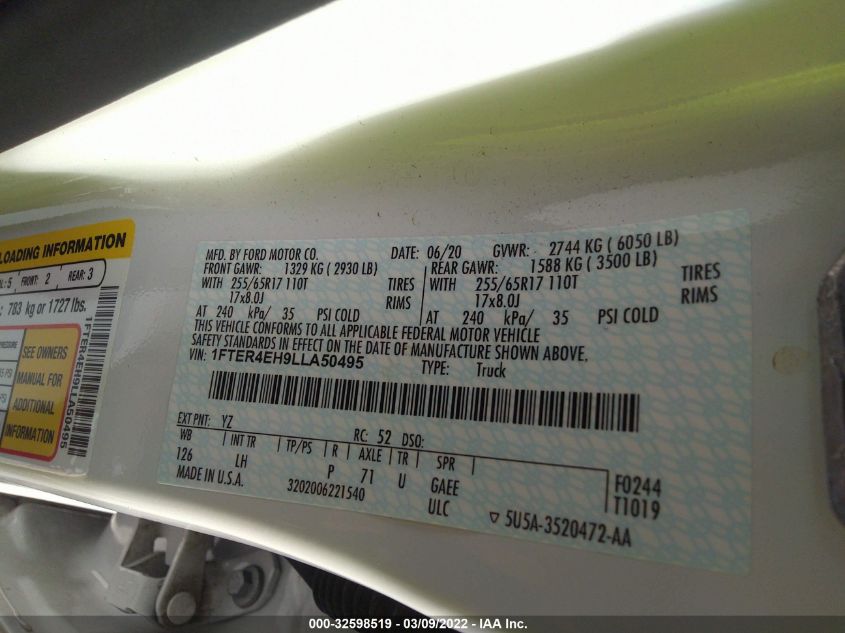 LOADING INFORMATION
: 5 FRONT: 2 REAR: 3
: 783 kg or 1727 lbs.
MANUAL FOR
ADDITIONAL
INFORMATION
1FTER4EH9LLA50495
MFD. BY FORD MOTOR CO. DATE: 06/20 GVWR: 2744 KG ( 6050 LB)
FRONT GAWR: 1329 KG ( 2930 LB) REAR GAWR: 1588 KG ( 3500 LB)
WITH 255/65R17 110T TIRES WITH 255/65R17 110T TIRES
17x8.0J RIMS 17x8.0J RIMS
AT 240 kPa/ 35 PSI COLD AT 240 kPa/ 35 PSI COLD
THIS VEHICLE CONFORMS TO ALL APPLICABLE FEDERAL MOTOR VEHICLE
SAFETY STANDARDS IN EFFECT ON THE DATE OF MANUFACTURE SHOWN ABOVE.
VIN: 1FTER4EH9LLA50495 TYPE: Truck
EXT PNT: YZ RC: 52 DSO:
WB INT TR TP/PS R AXLE TR SPR
126 LH P 71 U GAEE F0244
MADE IN U.S.A. 3202006221540 ULC T1019
5U5A-3520472-AA
000-32598519 - 03/09/2022 - IAA Inc.